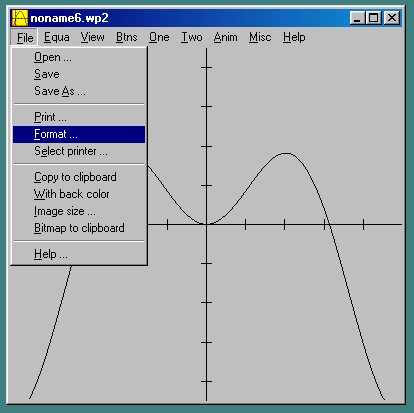 noname6.wp2
File Equa View Btns One Two Anim Misc Help
Open ...
Save
Save As ...
Print ...
Format ...
Select printer ...
Copy to clipboard
With back color
Image size ...
Bitmap to clipboard
Help ...